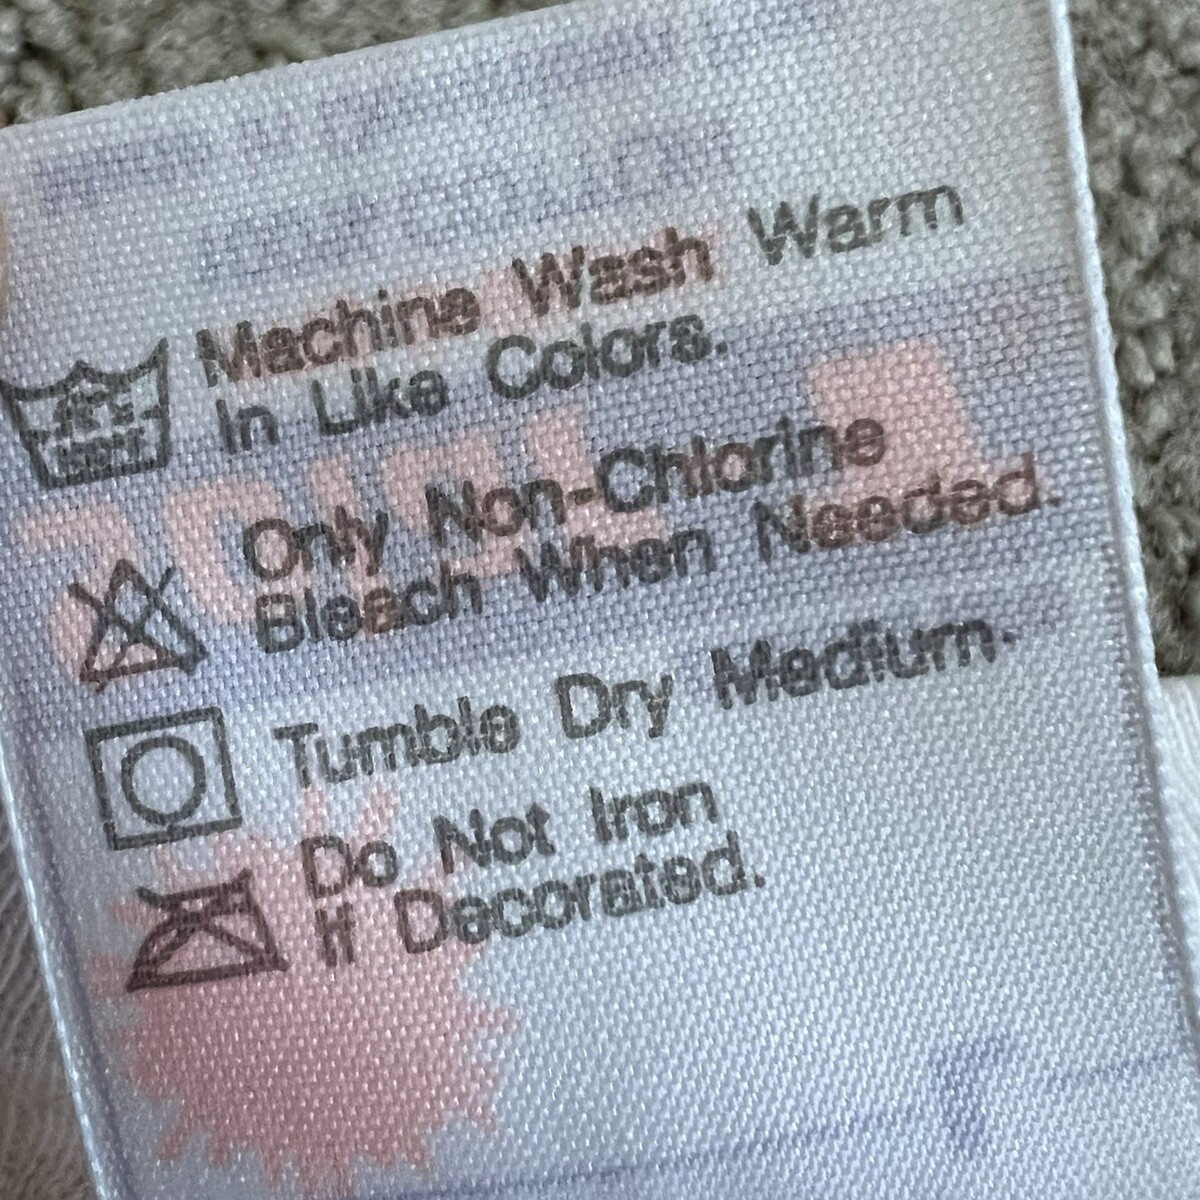 Machine Wash Warm
In Like Colors.
Only Non-Chlorine
Bleach When Needed.
Tumble Dry Medium.
Do Not Iron
If Decorated.